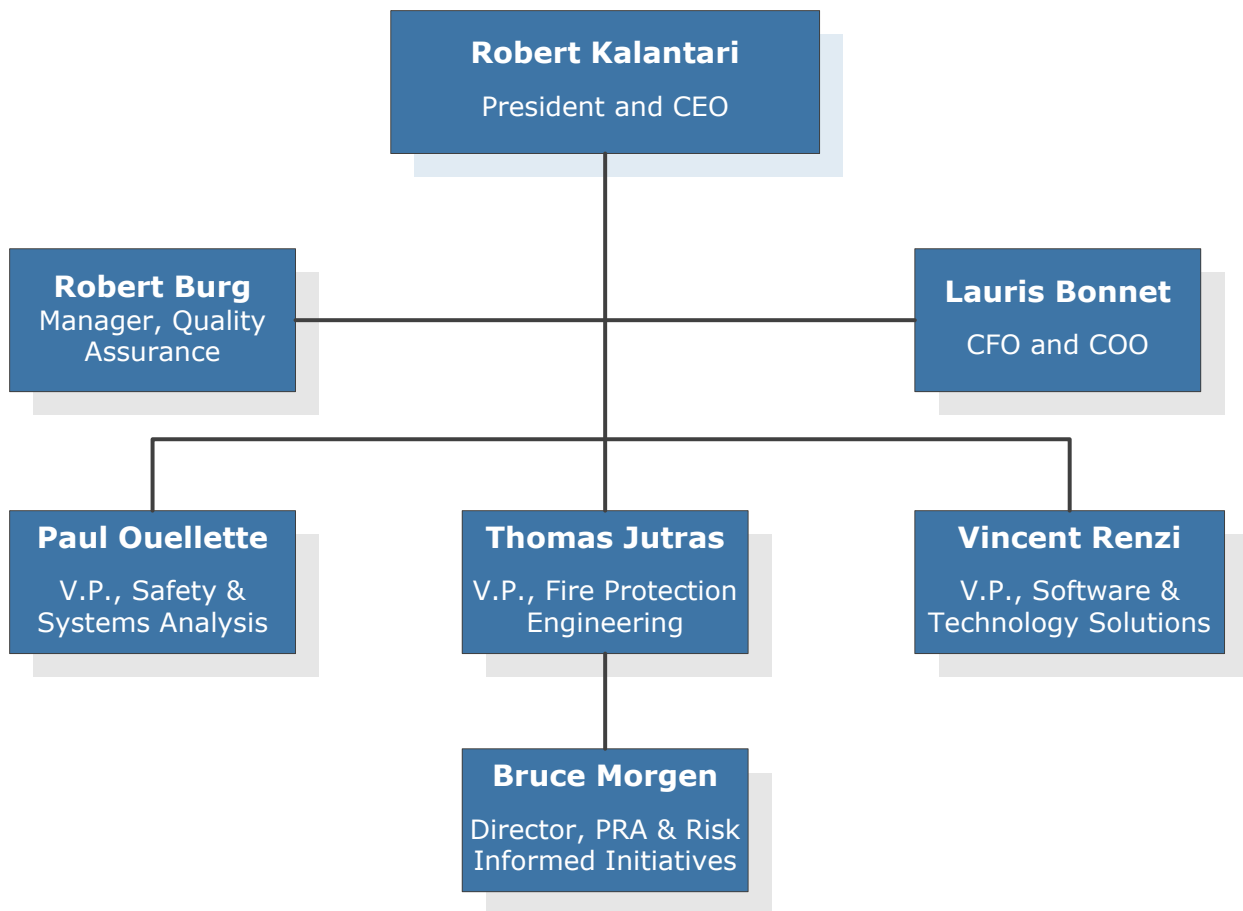 Robert Kalantari
President and CEO
Robert Burg
Manager, Quality
Assurance
Lauris Bonnet
CFO and COO
Paul Ouellette
V.P., Safety &
Systems Analysis
Thomas Jutras
V.P., Fire Protection
Engineering
Vincent Renzi
V.P., Software &
Technology Solutions
Bruce Morgen
Director, PRA & Risk
Informed Initiatives